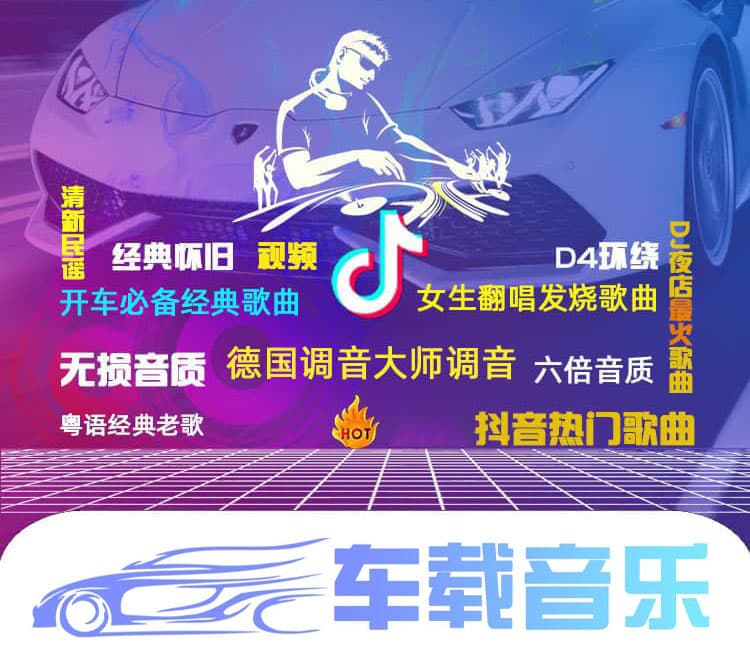 清新民谣
经典怀旧 视频
D4环绕
DJ夜店最火歌曲
开车必备经典歌曲
女生翻唱发烧歌曲
无损音质 德国调音大师调音 六倍音质
粤语经典老歌
HOT
抖音热门歌曲
车载音乐